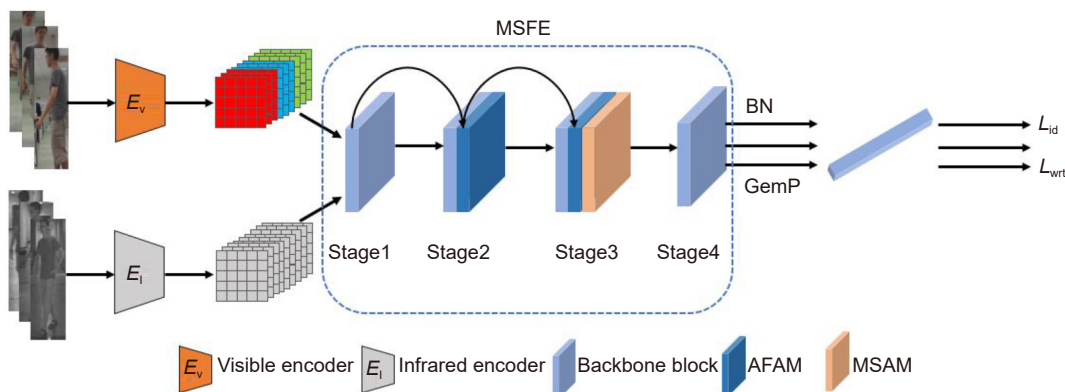 MSFE
Eᵥ
BN
L_id
GemP
L_wrt
Stage1 Stage2 Stage3 Stage4
E_I
E_v Visible encoder E_I Infrared encoder Backbone block AFAM MSAM